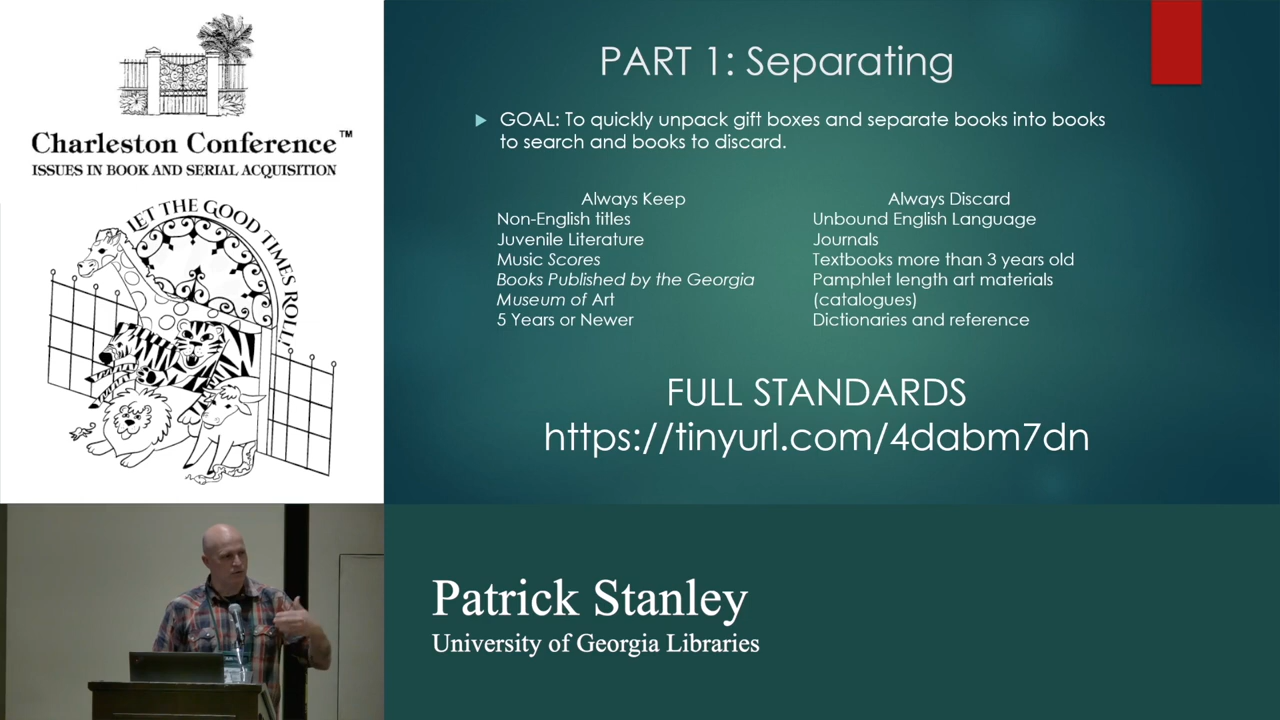 Charleston Conference™
ISSUES IN BOOK AND SERIAL ACQUISITION
LET THE GOOD TIMES ROLL!
PART 1: Separating
GOAL: To quickly unpack gift boxes and separate books into books
to search and books to discard.
Always Keep
Non-English titles
Juvenile Literature
Music Scores
Books Published by the Georgia
Museum of Art
5 Years or Newer
Always Discard
Unbound English Language
Journals
Textbooks more than 3 years old
Pamphlet length art materials
(catalogues)
Dictionaries and reference
FULL STANDARDS
https://tinyurl.com/4dabm7dn
Patrick Stanley
University of Georgia Libraries